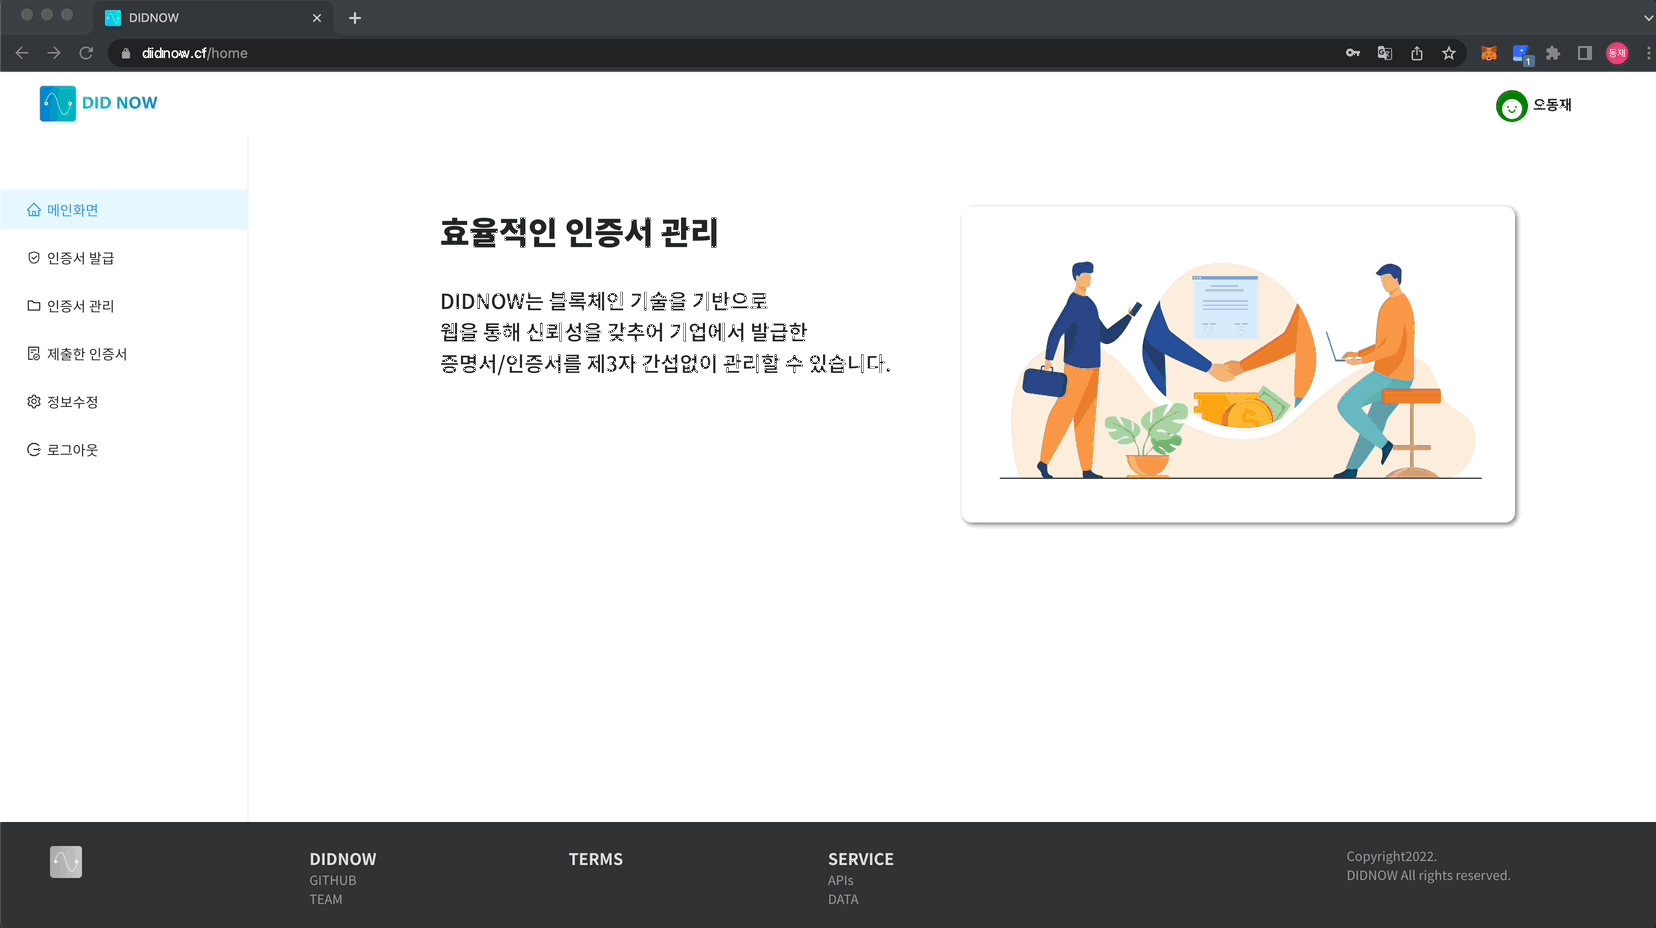 DIDNOW
didnow.cf/home
1
동재
DID NOW
오동재
메인화면
인증서 발급
인증서 관리
제출한 인증서
정보수정
로그아웃
효율적인 인증서 관리
DIDNOW는 블록체인 기술을 기반으로
웹을 통해 신뢰성을 갖추어 기업에서 발급한
증명서/인증서를 제3자 간섭없이 관리할 수 있습니다.
DIDNOW
GITHUB
TEAM
TERMS
SERVICE
APIs
DATA
Copyright2022.
DIDNOW All rights reserved.